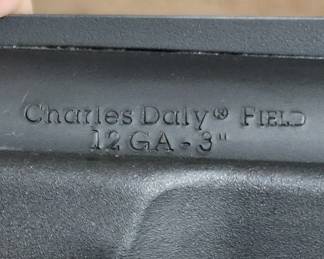 Charles Daly® FIELD
12 GA - 3"